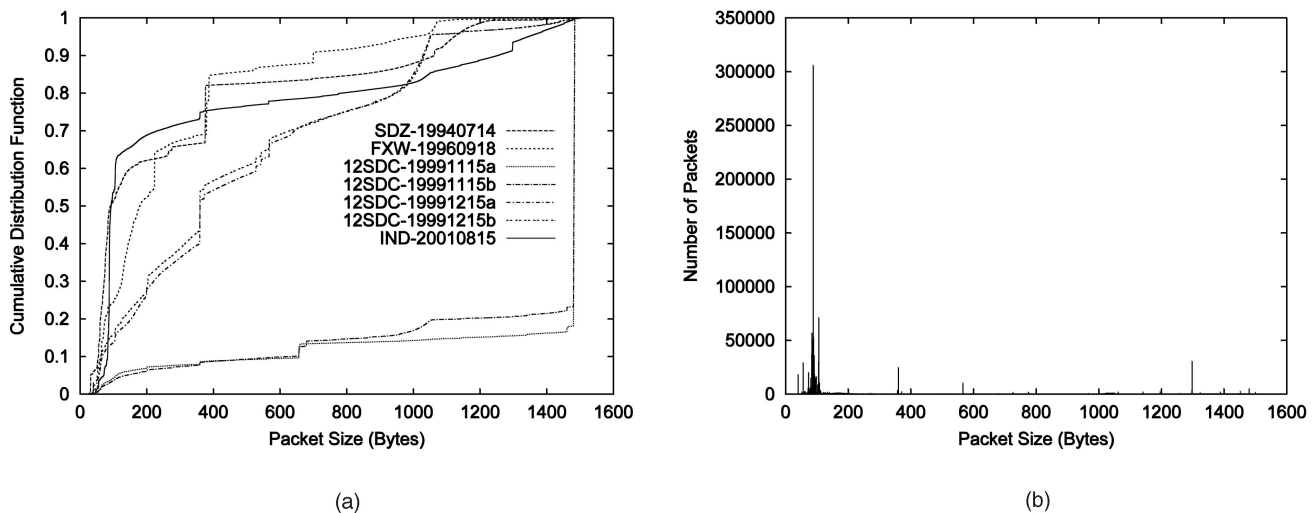 Cumulative Distribution Function
1
0.9
0.8
0.7
0.6
0.5
0.4
0.3
0.2
0.1
0
0 200 400 600 800 1000 1200 1400 1600
Packet Size (Bytes)
SDZ-19940714
FXW-19960918
12SDC-19991115a
12SDC-19991115b
12SDC-19991215a
12SDC-19991215b
IND-20010815
(a)
Number of Packets
350000
300000
250000
200000
150000
100000
50000
0
0 200 400 600 800 1000 1200 1400 1600
Packet Size (Bytes)
(b)